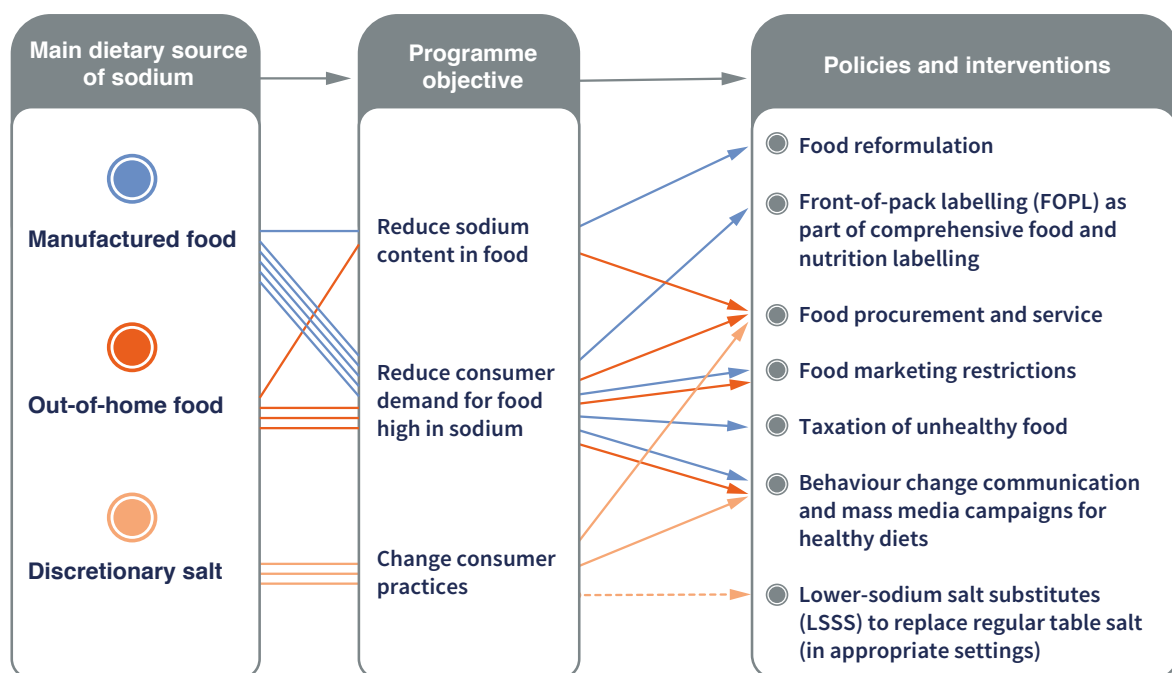 Main dietary source
of sodium
Programme
objective
Policies and interventions
Manufactured food
Out-of-home food
Discretionary salt
Reduce sodium
content in food
Reduce consumer
demand for food
high in sodium
Change consumer
practices
Food reformulation
Front-of-pack labelling (FOPL) as
part of comprehensive food and
nutrition labelling
Food procurement and service
Food marketing restrictions
Taxation of unhealthy food
Behaviour change communication
and mass media campaigns for
healthy diets
Lower-sodium salt substitutes
(LSSS) to replace regular table salt
(in appropriate settings)